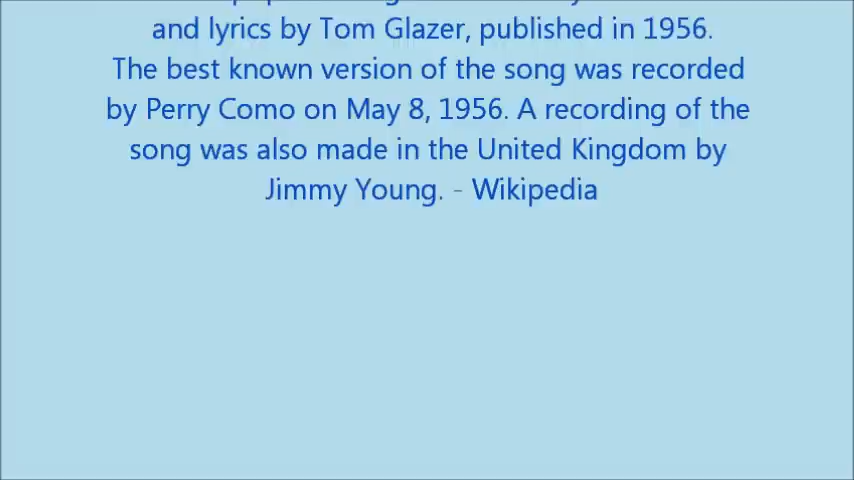 and lyrics by Tom Glazer, published in 1956.
The best known version of the song was recorded
by Perry Como on May 8, 1956. A recording of the
song was also made in the United Kingdom by
Jimmy Young. - Wikipedia